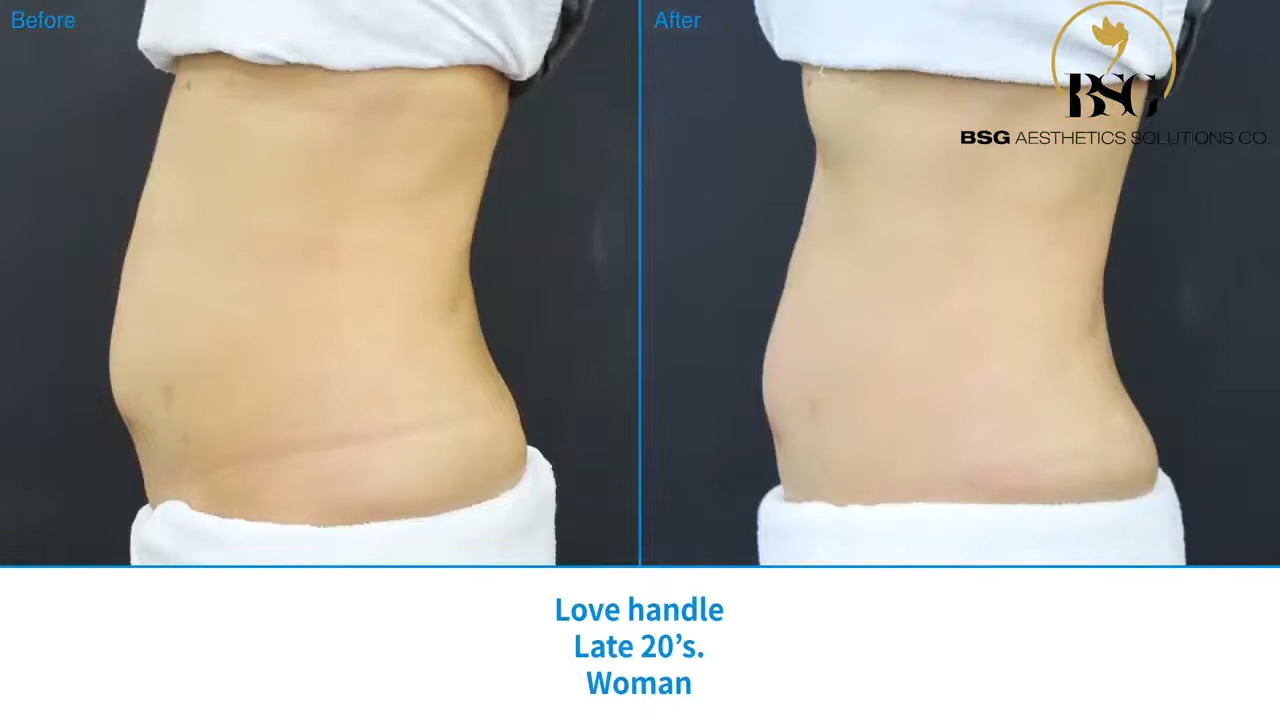 Before
After
BSG
BSG AESTHETICS SOLUTIONS CO.
Love handle
Late 20’s.
Woman